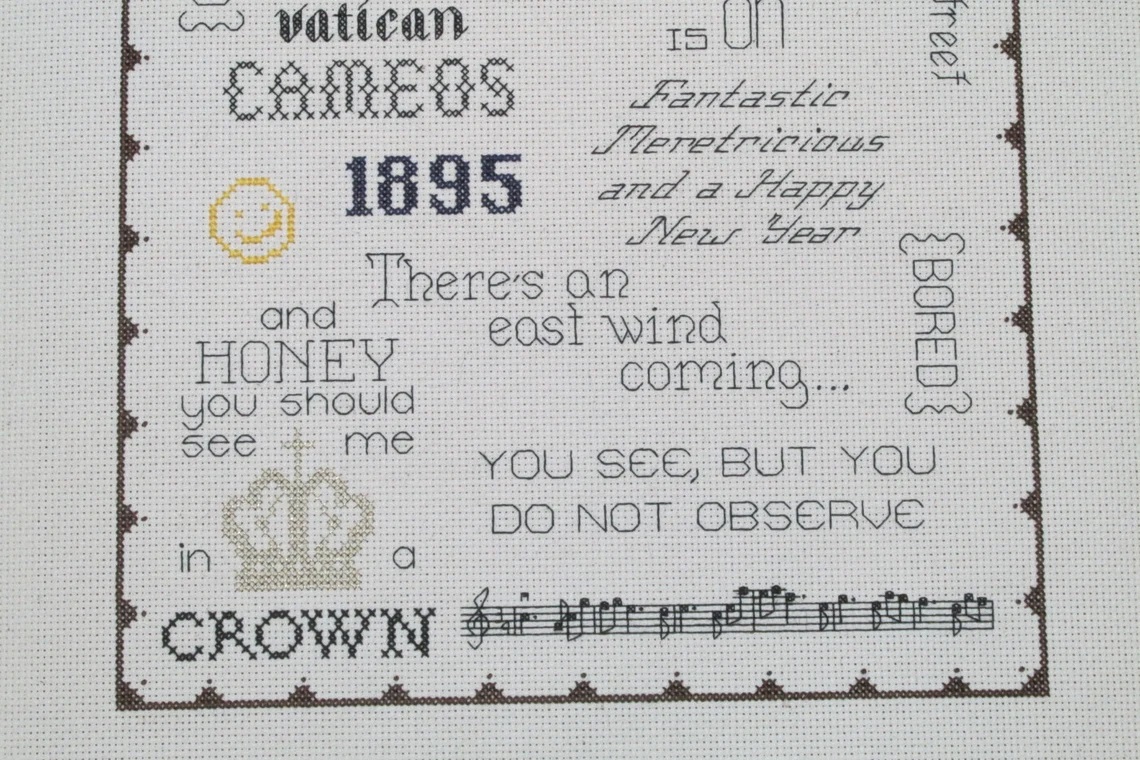 vatican
CAMEOS
IS On
Fantastic
Meretricious
and a Happy
New Year
1895
There's an
east wind
coming...
{BORED}
and
HONEY
you should
see me
in a
CROWN
YOU SEE, BUT YOU
DO NOT OBSERVE